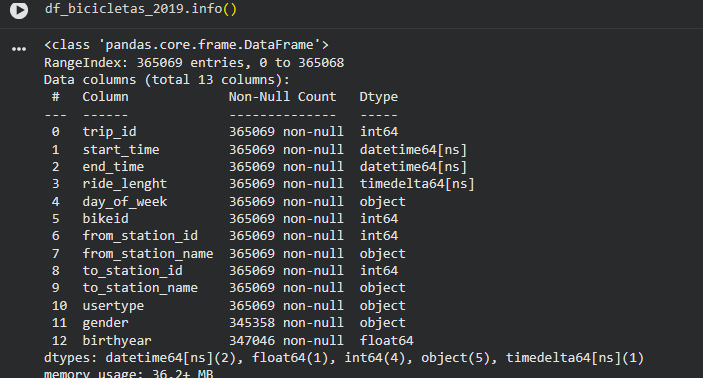 df_bicicletas_2019.info()
<class 'pandas.core.frame.DataFrame'>
RangeIndex: 365069 entries, 0 to 365068
Data columns (total 13 columns):
 #   Column             Non-Null Count   Dtype
---  ------             --------------   -----
 0   trip_id            365069 non-null  int64
 1   start_time         365069 non-null  datetime64[ns]
 2   end_time           365069 non-null  datetime64[ns]
 3   ride_lenght        365069 non-null  timedelta64[ns]
 4   day_of_week        365069 non-null  object
 5   bikeid             365069 non-null  int64
 6   from_station_id    365069 non-null  int64
 7   from_station_name  365069 non-null  object
 8   to_station_id      365069 non-null  int64
 9   to_station_name    365069 non-null  object
 10  usertype           365069 non-null  object
 11  gender             345358 non-null  object
 12  birthyear          347046 non-null  float64
dtypes: datetime64[ns](2), float64(1), int64(4), object(5), timedelta64[ns](1)
memory usage: 36.2+ MB